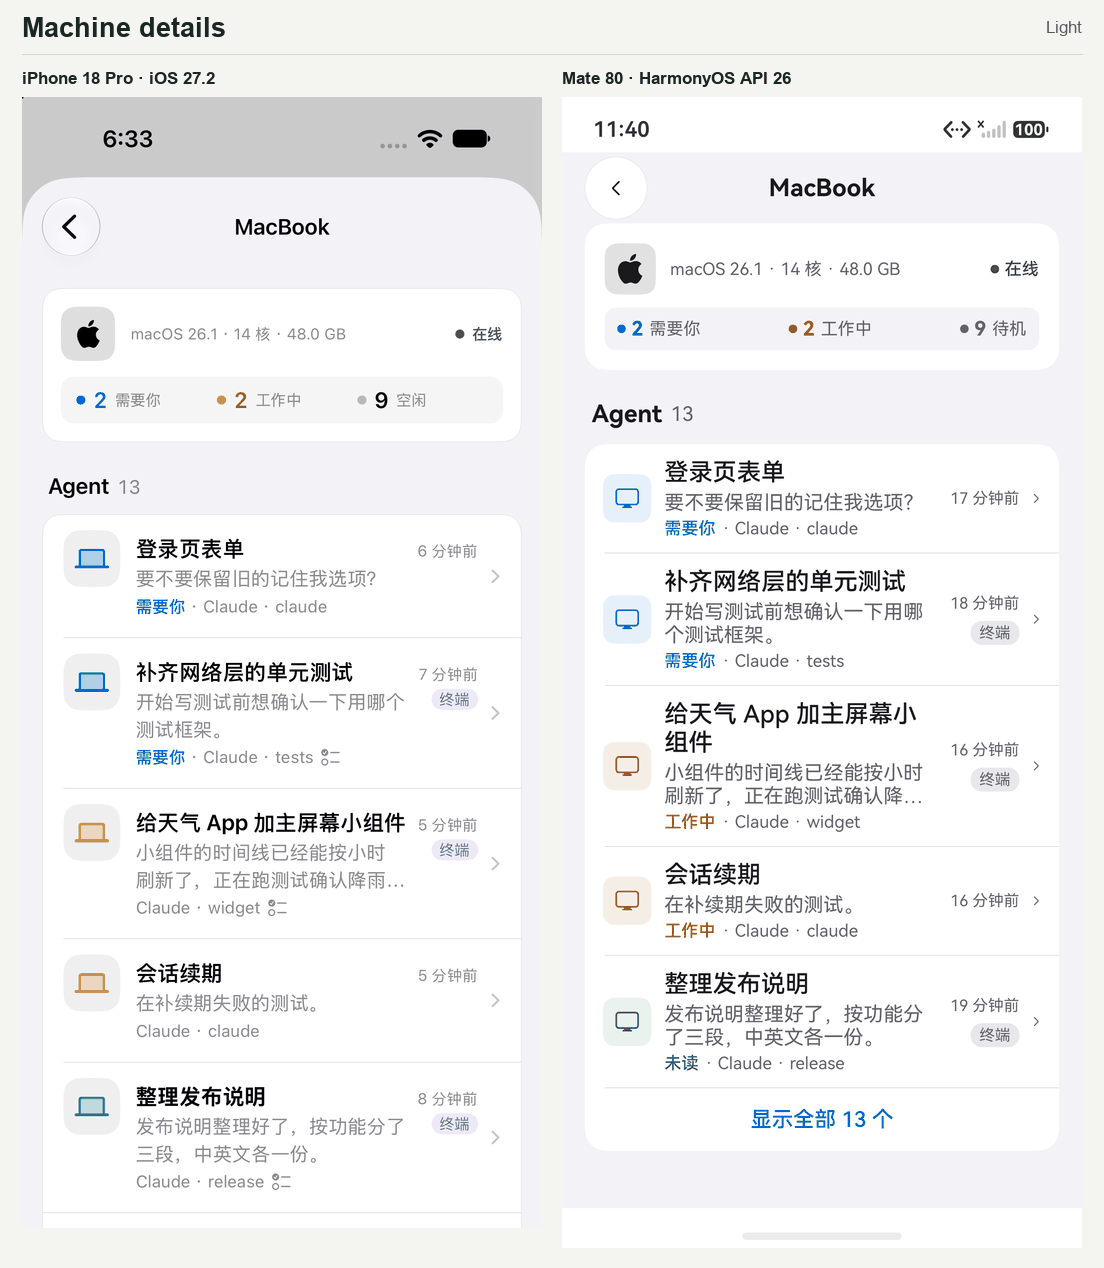 Machine details
Light
iPhone 18 Pro · iOS 27.2
6:33
MacBook
macOS 26.1 · 14 核 · 48.0 GB
在线
2 需要你
2 工作中
9 空闲
Agent 13
登录页表单
6 分钟前
要不要保留旧的记住我选项？
需要你 · Claude · claude
补齐网络层的单元测试
7 分钟前
开始写测试前想确认一下用哪个
终端
测试框架。
需要你 · Claude · tests
给天气 App 加主屏幕小组件
5 分钟前
小组件的时间线已经能按小时
终端
刷新了，正在跑测试确认降雨…
Claude · widget
会话续期
5 分钟前
在补续期失败的测试。
Claude · claude
整理发布说明
8 分钟前
发布说明整理好了，按功能分了
终端
三段，中英文各一份。
Claude · release
Mate 80 · HarmonyOS API 26
11:40
100
MacBook
macOS 26.1 · 14 核 · 48.0 GB
在线
2 需要你
2 工作中
9 待机
Agent 13
登录页表单
要不要保留旧的记住我选项？
17 分钟前
需要你 · Claude · claude
补齐网络层的单元测试
开始写测试前想确认一下用哪
18 分钟前
个测试框架。
终端
需要你 · Claude · tests
给天气 App 加主屏幕小
组件
16 分钟前
小组件的时间线已经能按小时
终端
刷新了，正在跑测试确认降…
工作中 · Claude · widget
会话续期
在补续期失败的测试。
16 分钟前
工作中 · Claude · claude
整理发布说明
发布说明整理好了，按功能分
19 分钟前
了三段，中英文各一份。
终端
未读 · Claude · release
显示全部 13 个